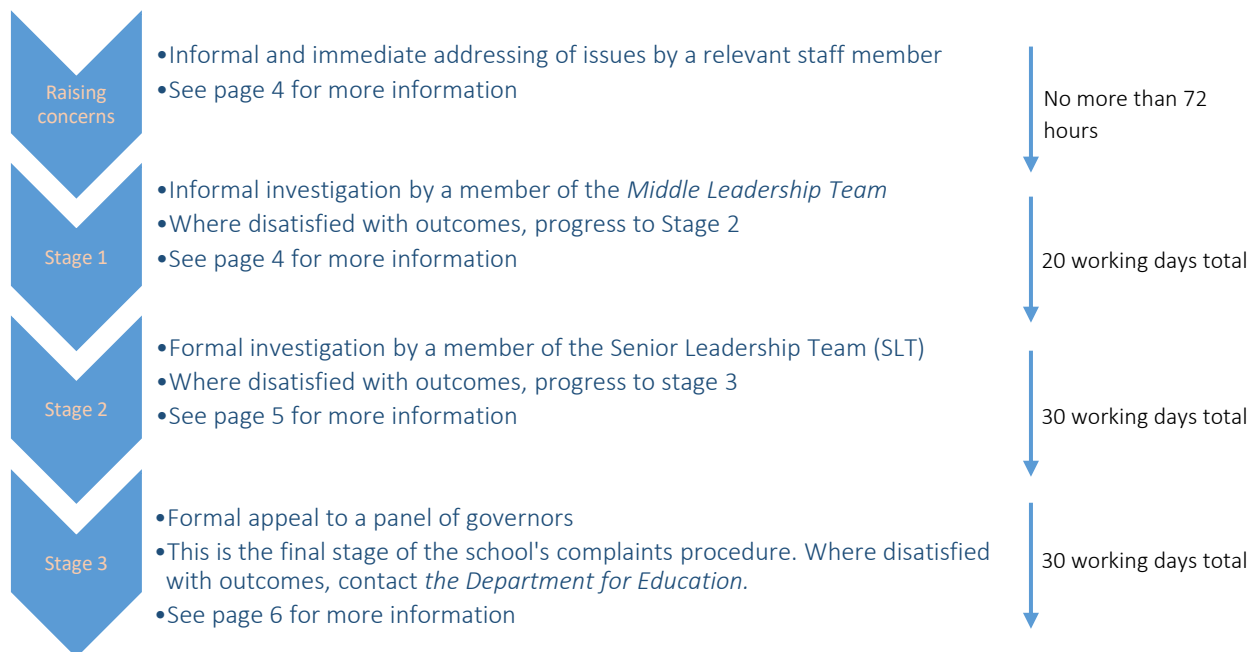 Raising
concerns
•Informal and immediate addressing of issues by a relevant staff member
•See page 4 for more information
No more than 72
hours
Stage 1
•Informal investigation by a member of the Middle Leadership Team
•Where disatisfied with outcomes, progress to Stage 2
•See page 4 for more information
20 working days total
Stage 2
•Formal investigation by a member of the Senior Leadership Team (SLT)
•Where disatisfied with outcomes, progress to stage 3
•See page 5 for more information
30 working days total
Stage 3
•Formal appeal to a panel of governors
•This is the final stage of the school's complaints procedure. Where disatisfied
with outcomes, contact the Department for Education.
•See page 6 for more information
30 working days total